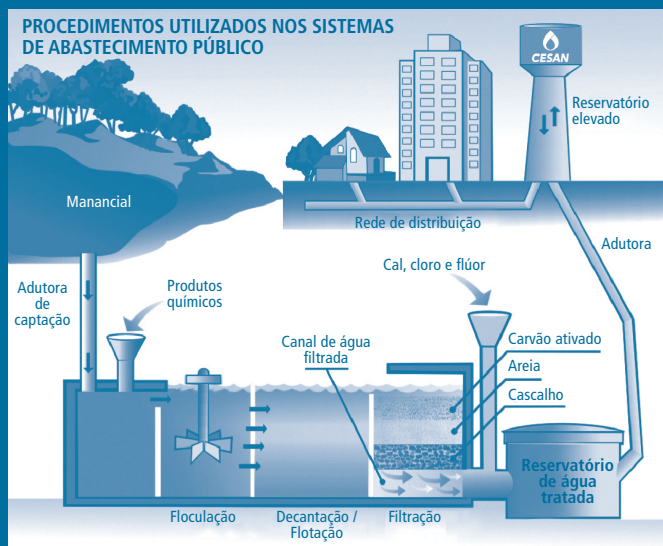 PROCEDIMENTOS UTILIZADOS NOS SISTEMAS
DE ABASTECIMENTO PÚBLICO
CESAN
Reservatório
elevado
Manancial
Rede de distribuição
Adutora
Cal, cloro e flúor
Adutora
de
captação
Produtos
químicos
Canal de água
filtrada
Carvão ativado
Areia
Cascalho
Reservatório
de água
tratada
Floculação
Decantação /
Flotação
Filtração